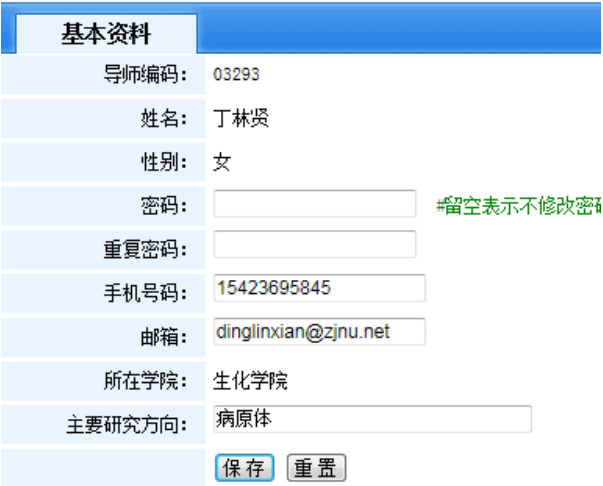 基本资料
导师编码： 03293
姓名： 丁林贤
性别： 女
密码： #留空表示不修改密
重复密码：
手机号码： 15423695845
邮箱： dinglinxian@zjnu.net
所在学院： 生化学院
主要研究方向： 病原体
保存 重置